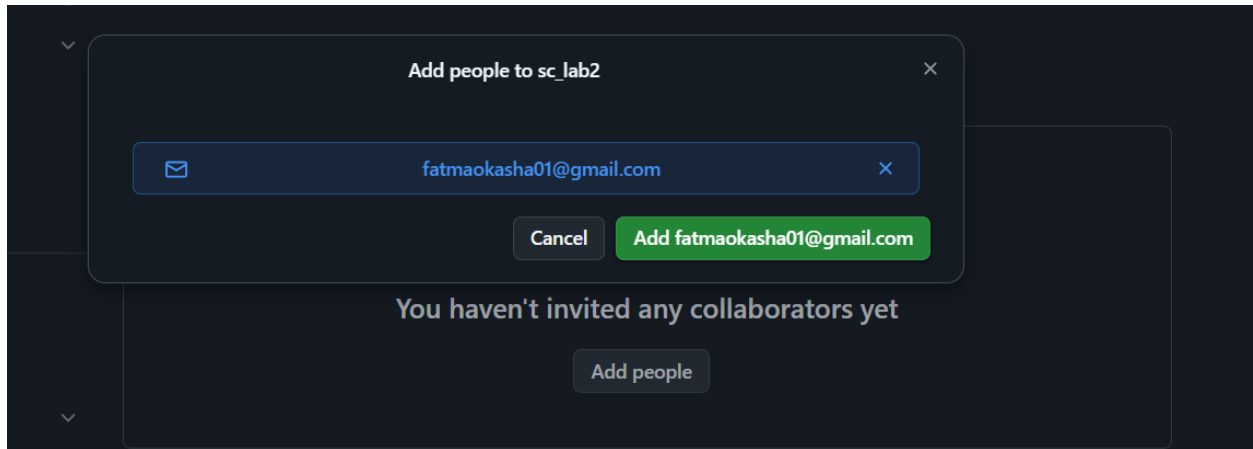 Add people to sc_lab2
fatmaokasha01@gmail.com
Cancel
Add fatmaokasha01@gmail.com
You haven't invited any collaborators yet
Add people